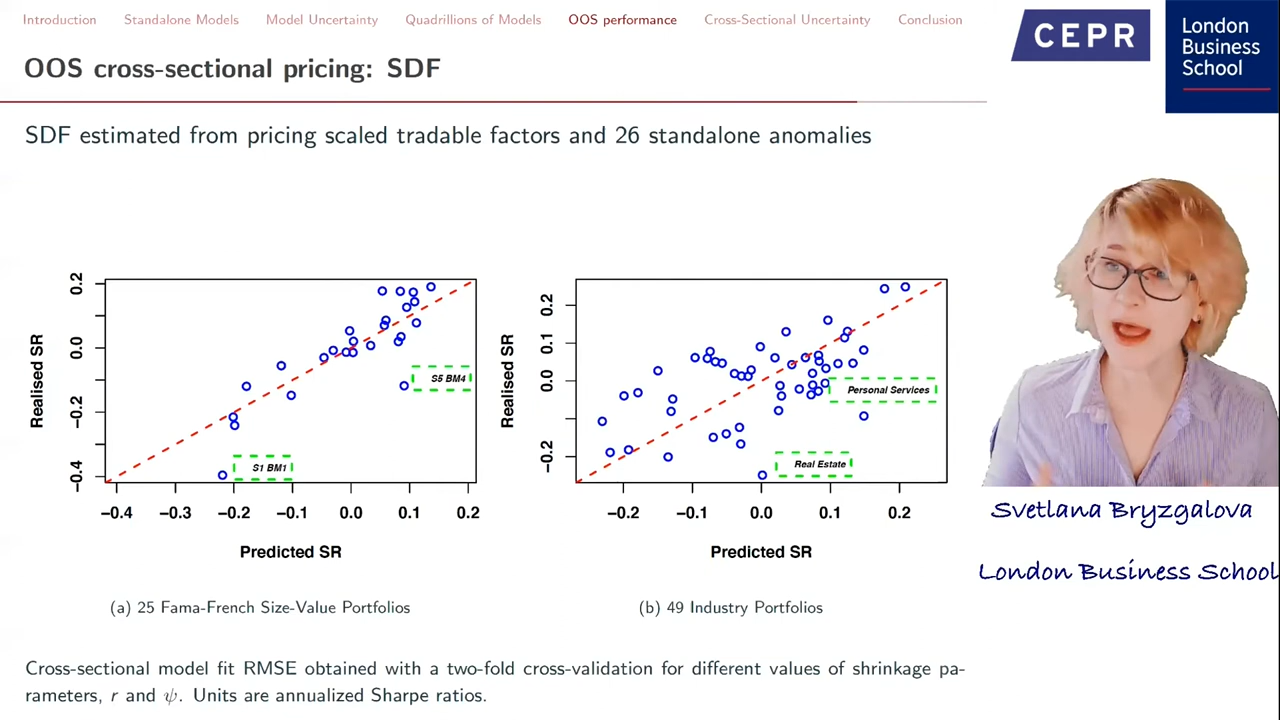 Introduction Standalone Models Model Uncertainty Quadrillions of Models OOS performance Cross-Sectional Uncertainty Conclusion
CEPR
London
Business
School
OOS cross-sectional pricing: SDF
SDF estimated from pricing scaled tradable factors and 26 standalone anomalies
Realised SR
0.2
0.0
−0.2
−0.4
S5 BM4
S1 BM1
−0.4 −0.3 −0.2 −0.1 0.0 0.1 0.2
Predicted SR
(a) 25 Fama-French Size-Value Portfolios
Realised SR
0.2
0.1
0.0
−0.2
Personal Services
Real Estate
−0.2 −0.1 0.0 0.1 0.2
Predicted SR
(b) 49 Industry Portfolios
Svetlana Bryzgalova
London Business School
Cross-sectional model fit RMSE obtained with a two-fold cross-validation for different values of shrinkage pa-
rameters, r and ψ. Units are annualized Sharpe ratios.